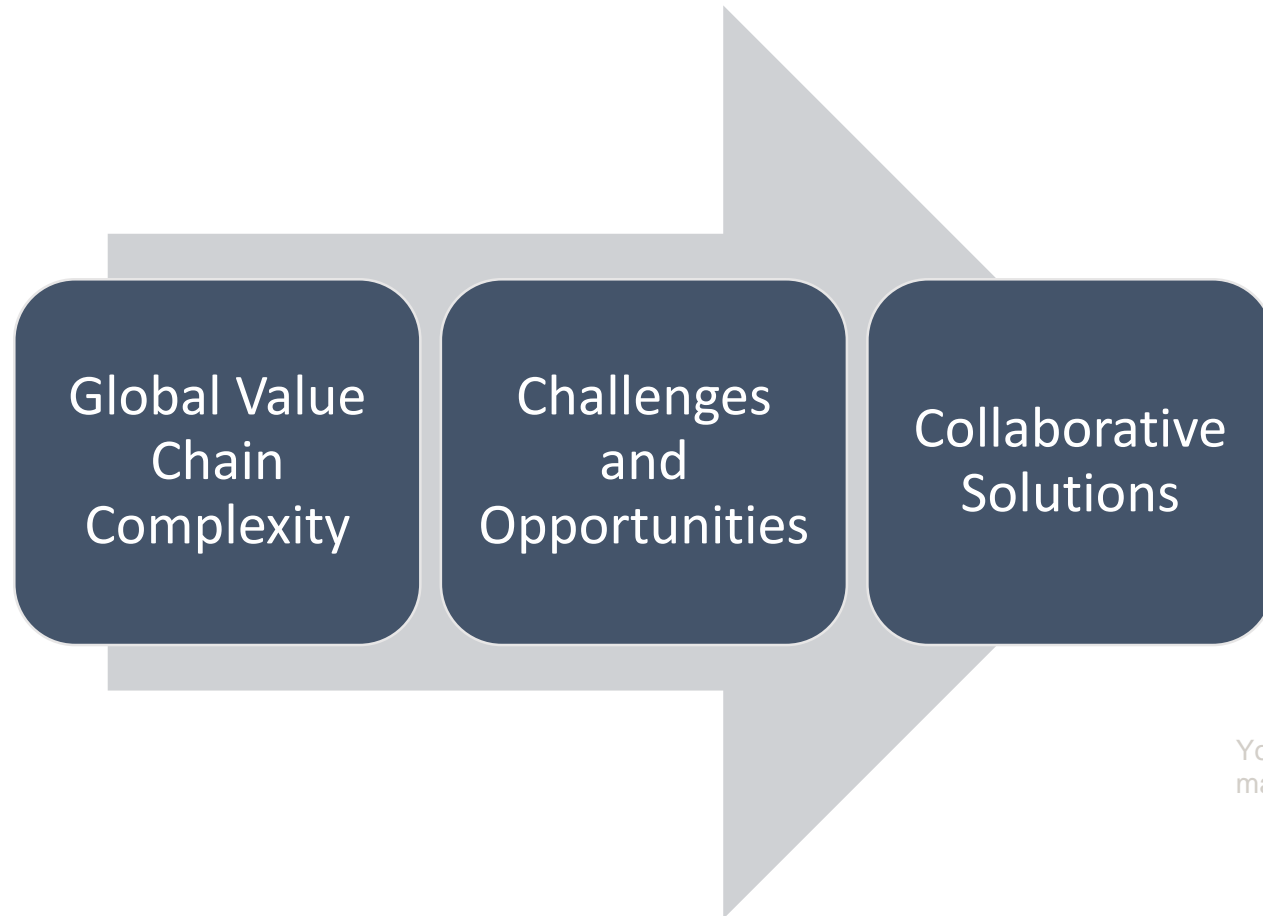 Global Value
Chain
Complexity
Challenges
and
Opportunities
Collaborative
Solutions